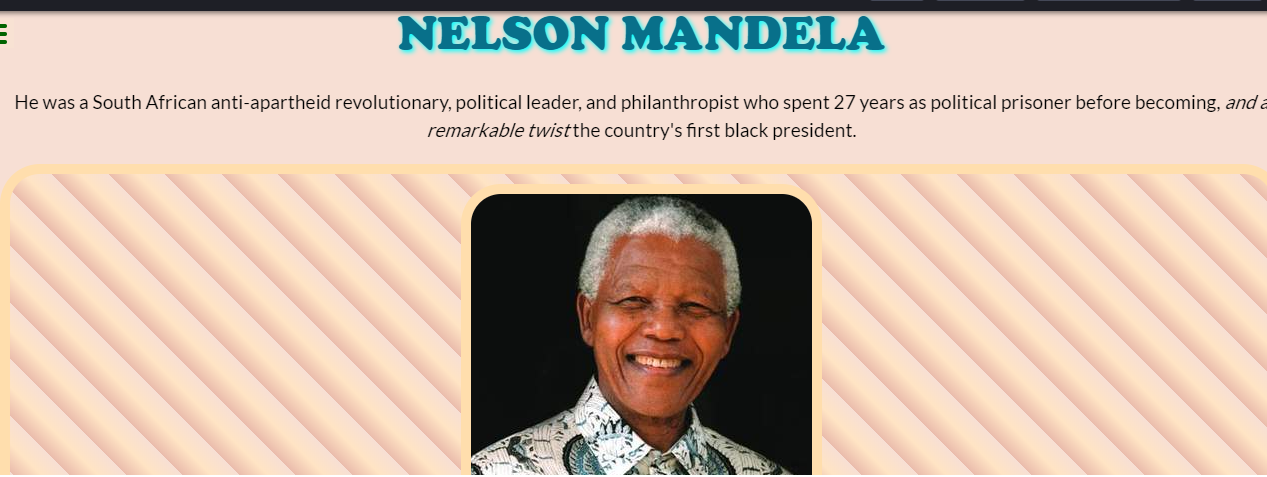 NELSON MANDELA
He was a South African anti-apartheid revolutionary, political leader, and philanthropist who spent 27 years as political prisoner before becoming, and a
remarkable twist the country's first black president.